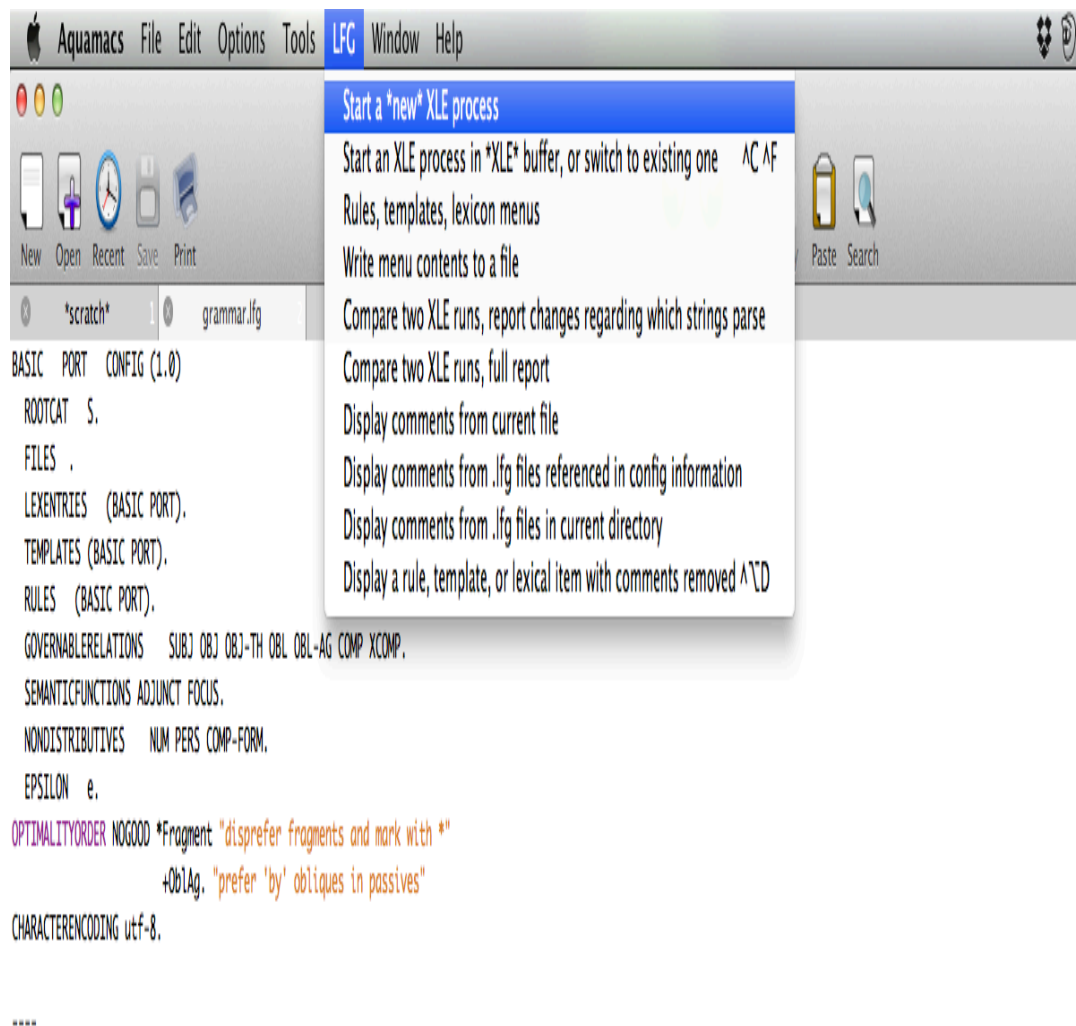 Aquamacs File Edit Options Tools LFG Window Help
Start a *new* XLE process
Start an XLE process in *XLE* buffer, or switch to existing one ^C ^F
Rules, templates, lexicon menus
Write menu contents to a file
Compare two XLE runs, report changes regarding which strings parse
Compare two XLE runs, full report
Display comments from current file
Display comments from .lfg files referenced in config information
Display comments from .lfg files in current directory
Display a rule, template, or lexical item with comments removed ^⌥D
New Open Recent Save Print Paste Search
*scratch* 1 grammar.lfg
BASIC PORT CONFIG (1.0)
ROOTCAT S.
FILES .
LEXENTRIES (BASIC PORT).
TEMPLATES (BASIC PORT).
RULES (BASIC PORT).
GOVERNABLERELATIONS SUBJ OBJ OBJ-TH OBL OBL-AG COMP XCOMP.
SEMANTICFUNCTIONS ADJUNCT FOCUS.
NONDISTRIBUTIVES NUM PERS COMP-FORM.
EPSILON e.
OPTIMALITYORDER NOGOOD *Fragment "disprefer fragments and mark with *"
+OblAg. "prefer 'by' obliques in passives"
CHARACTERENCODING utf-8.
----